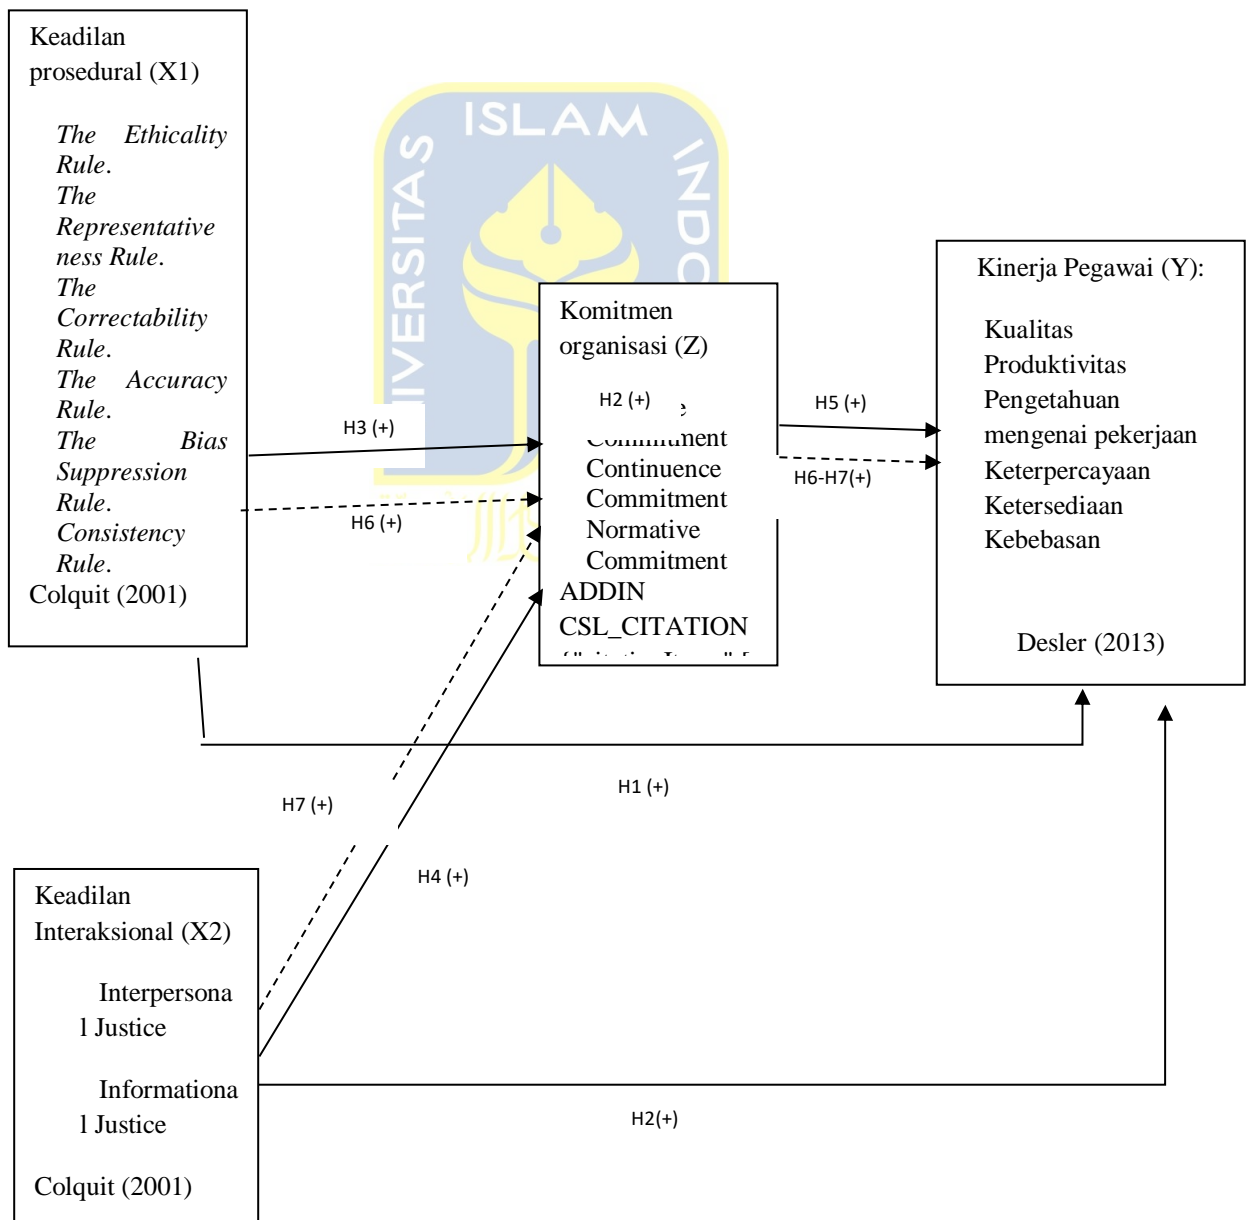 Keadilan
prosedural (X1)
The Ethicality
Rule.
The
Representative
ness Rule.
The
Correctability
Rule.
The Accuracy
Rule.
The Bias
Suppression
Rule.
Consistency
Rule.
Colquit (2001)
UNIVERSITAS
ISLAM
H3 (+)
H6 (+)
Komitmen
organisasi (Z)
H2 (+)
Commitment
Continuence
Commitment
Normative
Commitment
ADDIN
CSL_CITATION
H5 (+)
H6-H7(+)
Kinerja Pegawai (Y):
Kualitas
Produktivitas
Pengetahuan
mengenai pekerjaan
Keterpercayaan
Ketersediaan
Kebebasan
Desler (2013)
H1 (+)
H7 (+)
H4 (+)
Keadilan
Interaksional (X2)
Interpersona
l Justice
Informationa
l Justice
Colquit (2001)
H2(+)